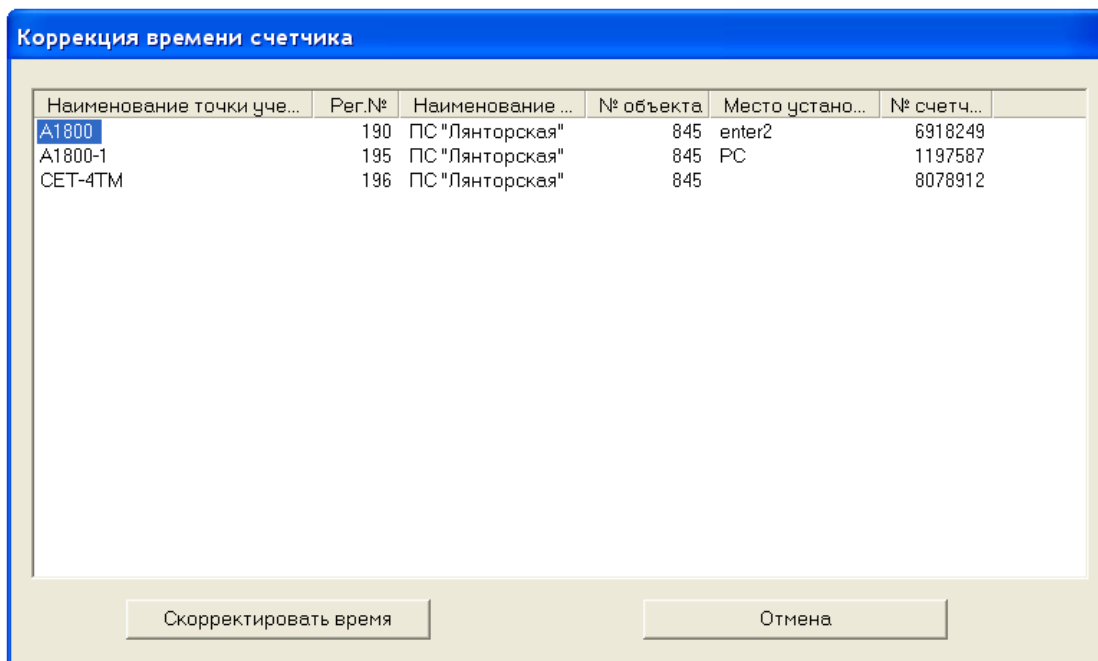 Коррекция времени счетчика
Наименование точки уче... Рег.№ Наименование ... № объекта Место устано... № счетч...
A1800 190 ПС "Лянторская" 845 enter2 6918249
A1800-1 195 ПС "Лянторская" 845 РС 1197587
СЕТ-4ТМ 196 ПС "Лянторская" 845 8078912
Скорректировать время Отмена